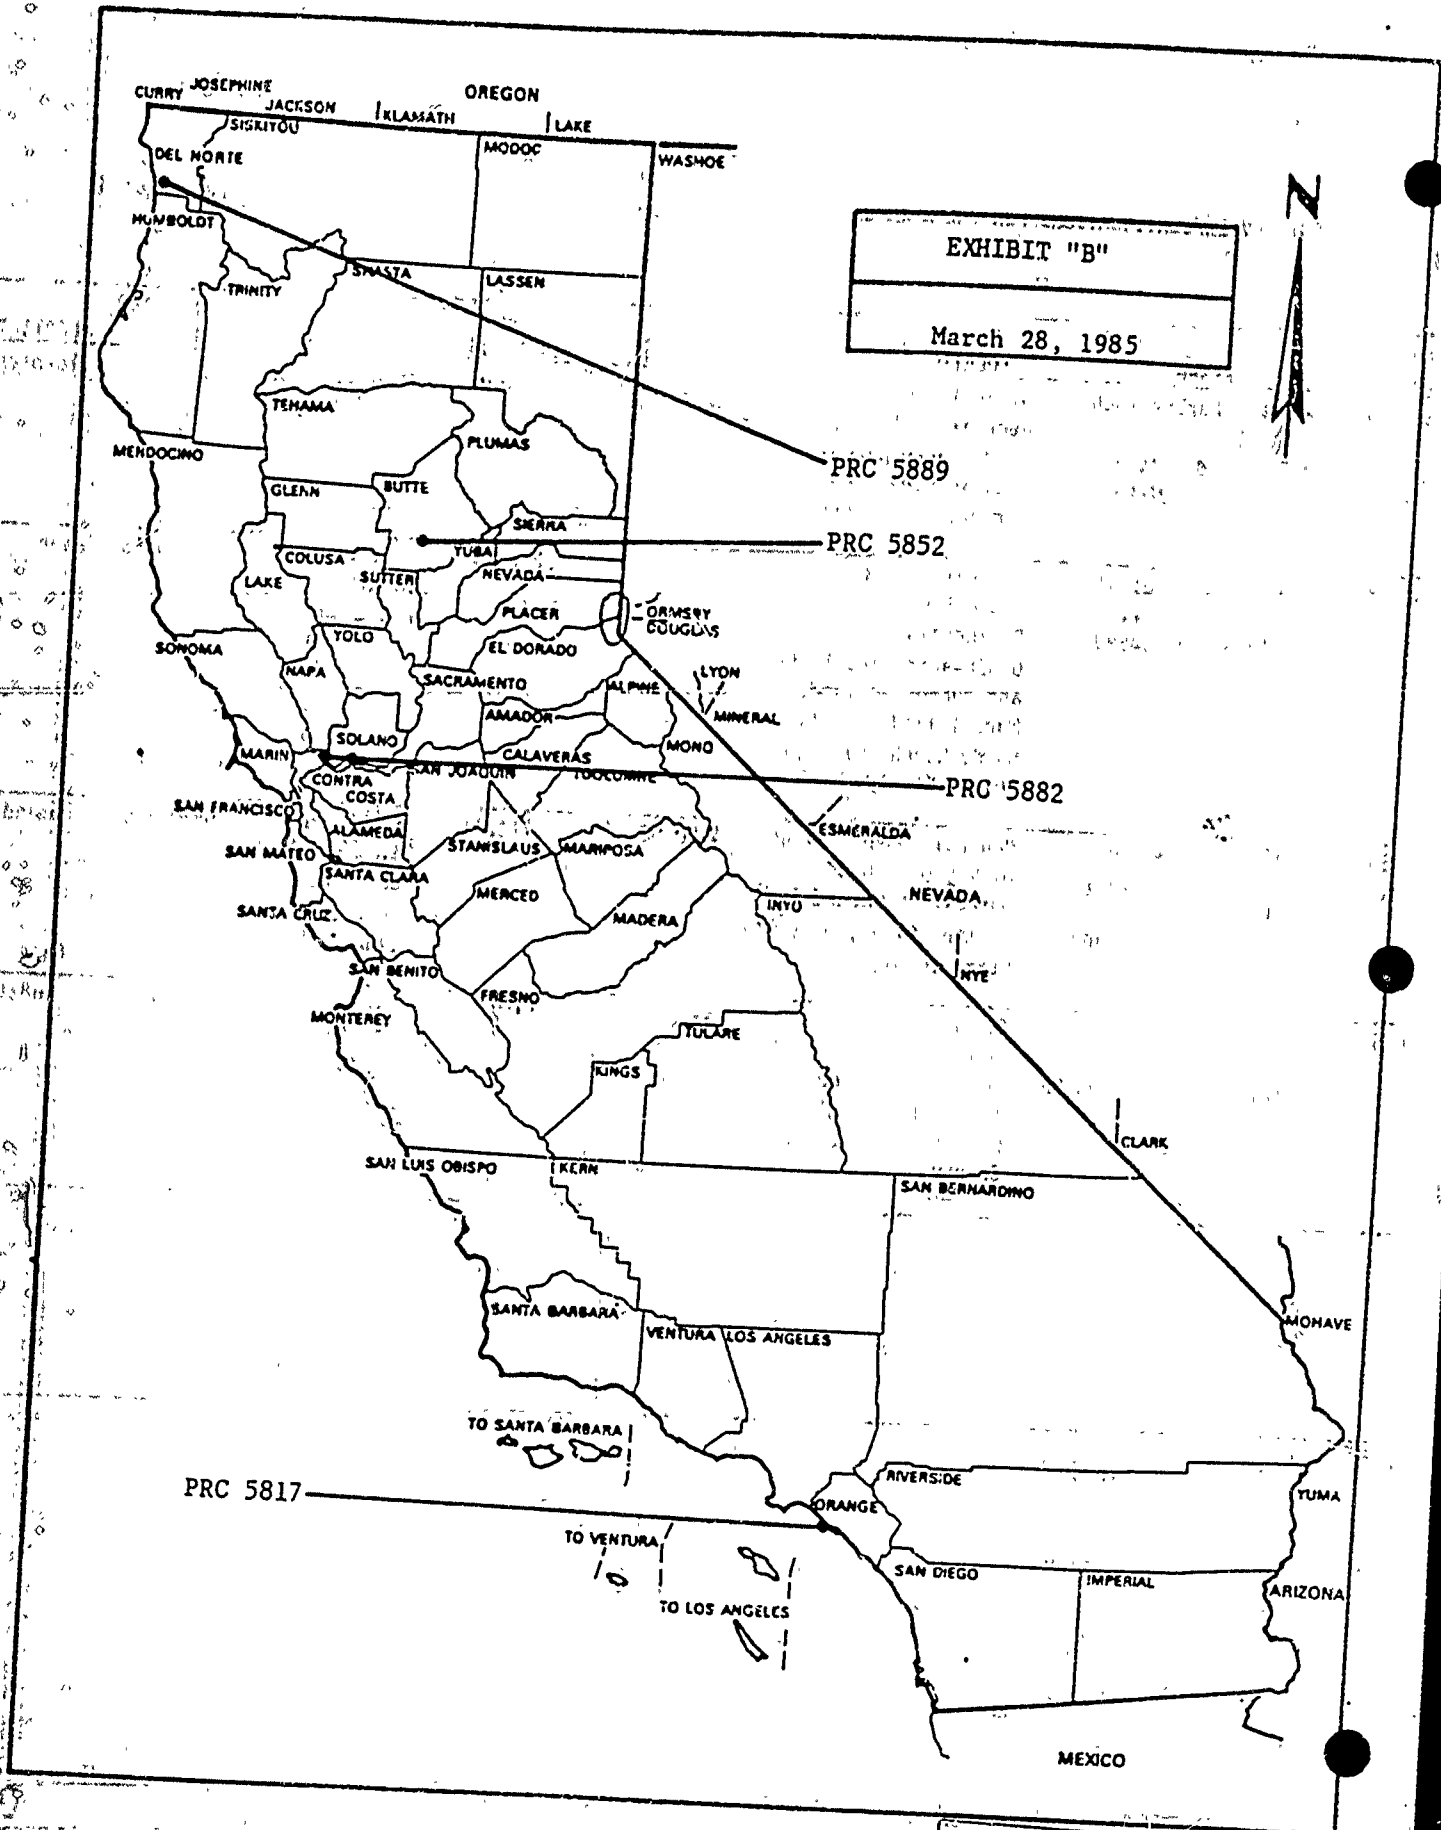 CURRY
JOSEPHINE
JACKSON
KLAMATH
OREGON
LAKE
SISKIYOU
MODOC
WASHOE
DEL NORTE
HUMBOLDT
EXHIBIT "B"
March 28, 1985
SHASTA
LASSEN
TRINITY
TEHAMA
PLUMAS
MENDOCINO
PRC 5889
GLENN
BUTTE
SIERRA
PRC 5852
COLUSA
YUBA
LAKE
SUTTER
NEVADA
PLACER
ORMSBY
DOUGLAS
YOLO
SONOMA
EL DORADO
NAPA
SACRAMENTO
ALPINE
LYON
AMADOR
MINERAL
SOLANO
MARIN
CALAVERAS
MONO
CONTRA
COSTA
SAN JOAQUIN
TUOLUMNE
PRC 5882
SAN FRANCISCO
ALAMEDA
ESMERALDA
SAN MATEO
STANISLAUS
MARIPOSA
SANTA CLARA
MERCED
INYO
NEVADA
SANTA CRUZ
MADERA
SAN BENITO
NYE
FRESNO
MONTEREY
TULARE
KINGS
CLARK
SAN LUIS OBISPO
KERN
SAN BERNARDINO
SANTA BARBARA
VENTURA
LOS ANGELES
MOHAVE
TO SANTA BARBARA
PRC 5817
RIVERSIDE
ORANGE
YUMA
TO VENTURA
SAN DIEGO
IMPERIAL
ARIZONA
TO LOS ANGELES
MEXICO
N